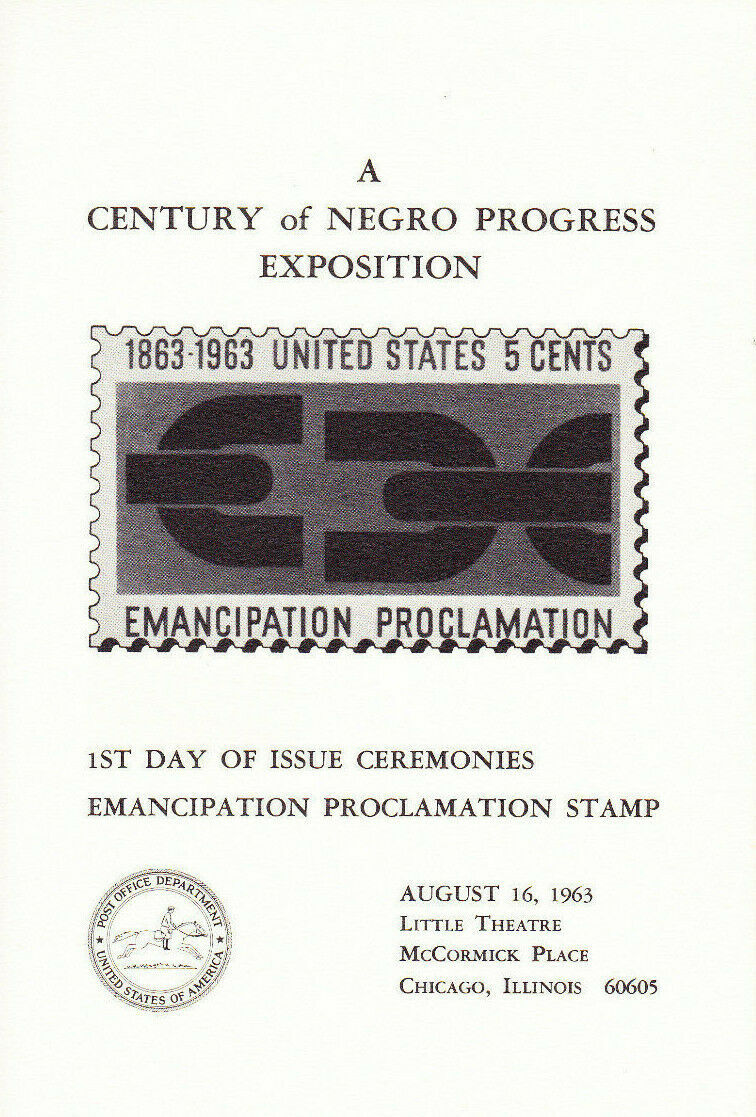 A
CENTURY of NEGRO PROGRESS
EXPOSITION
1863-1963 UNITED STATES 5 CENTS
EMANCIPATION PROCLAMATION
1ST DAY OF ISSUE CEREMONIES
EMANCIPATION PROCLAMATION STAMP
POST OFFICE DEPARTMENT
★ UNITED STATES OF AMERICA ★
AUGUST 16, 1963
LITTLE THEATRE
MCCORMICK PLACE
CHICAGO, ILLINOIS 60605